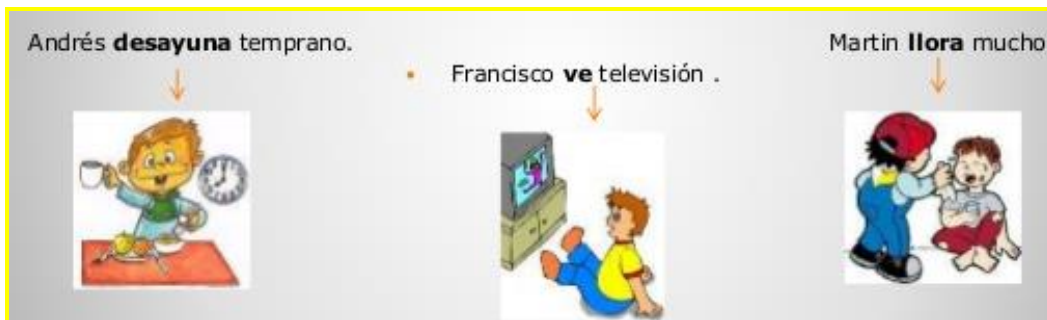 Andrés desayuna temprano.
Francisco ve televisión .
Martin llora mucho